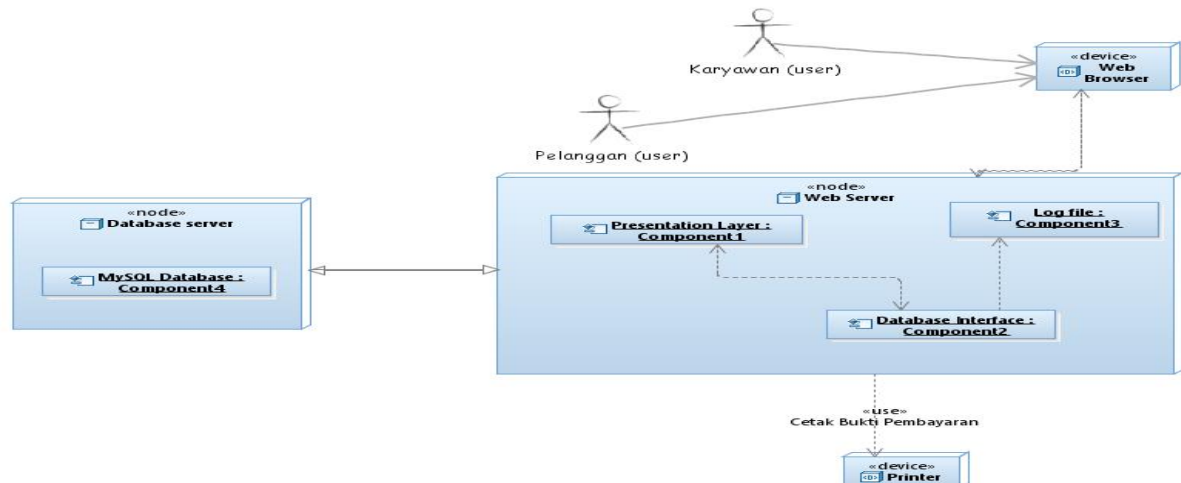 Karyawan (user)
«device»
Web
Browser
Pelanggan (user)
«node»
Database server
MySQL Database :
Component4
«node»
Web Server
Presentation Layer :
Component1
Log file :
Component3
Database Interface :
Component2
«use»
Cetak Bukti Pembayaran
«device»
Printer